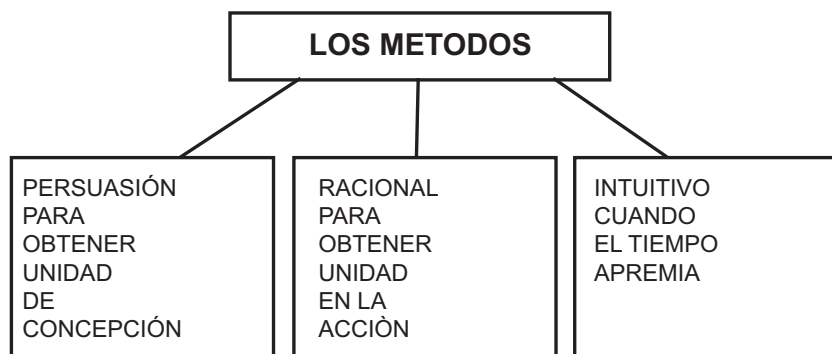 LOS METODOS
PERSUASIÓN
PARA
OBTENER
UNIDAD
DE
CONCEPCIÓN
RACIONAL
PARA
OBTENER
UNIDAD
EN LA
ACCIÒN
INTUITIVO
CUANDO
EL TIEMPO
APREMIA